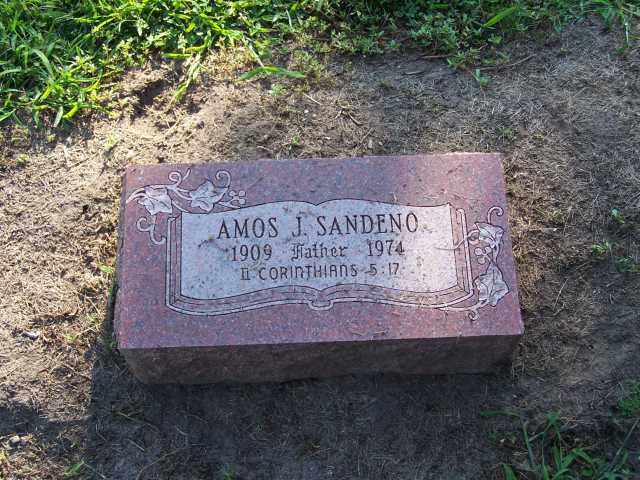 AMOS J. SANDENO
1909 Father 1974
II CORINTHIANS 5:17